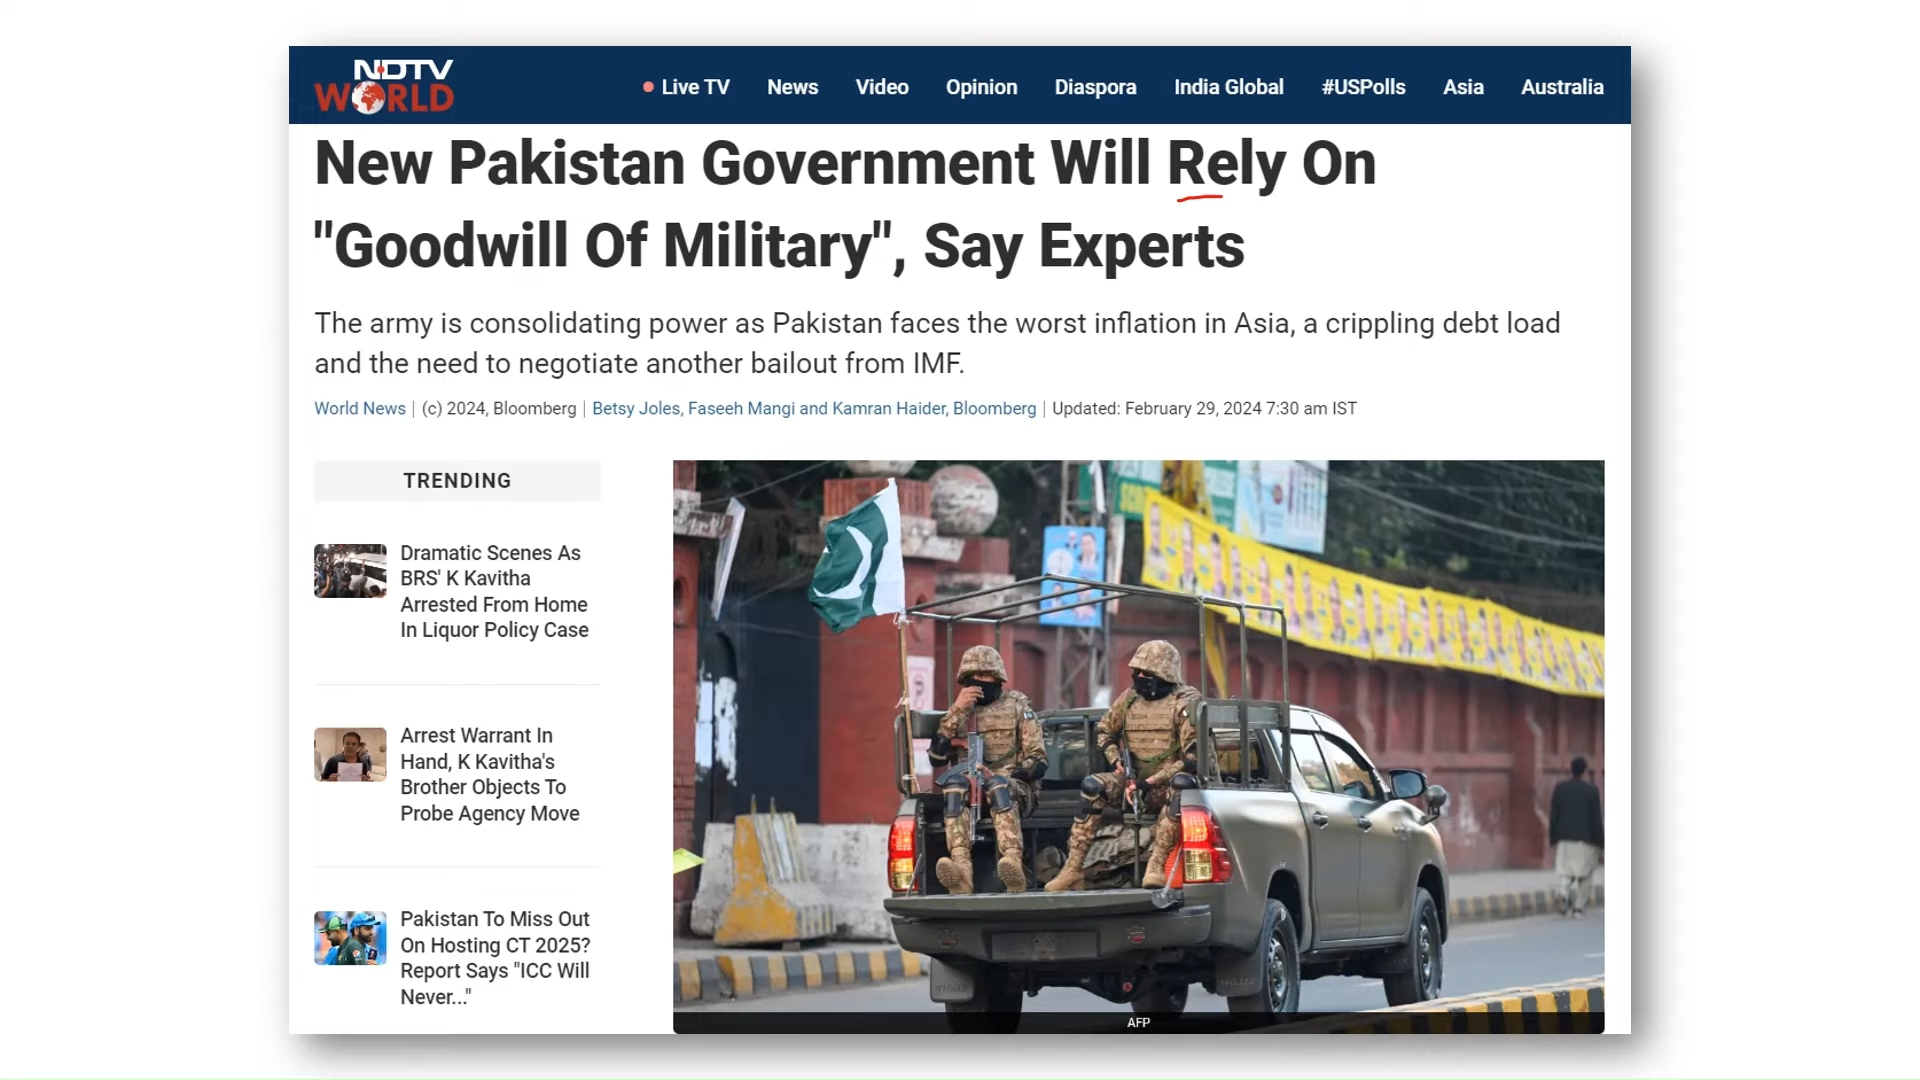 NDTV
WORLD
Live TV News Video Opinion Diaspora India Global #USPolls Asia Australia
New Pakistan Government Will Rely On
"Goodwill Of Military", Say Experts
The army is consolidating power as Pakistan faces the worst inflation in Asia, a crippling debt load
and the need to negotiate another bailout from IMF.
World News | (c) 2024, Bloomberg | Betsy Joles, Faseeh Mangi and Kamran Haider, Bloomberg | Updated: February 29, 2024 7:30 am IST
TRENDING
Dramatic Scenes As
BRS' K Kavitha
Arrested From Home
In Liquor Policy Case
Arrest Warrant In
Hand, K Kavitha's
Brother Objects To
Probe Agency Move
Pakistan To Miss Out
On Hosting CT 2025?
Report Says "ICC Will
Never..."
HILUX
AFP